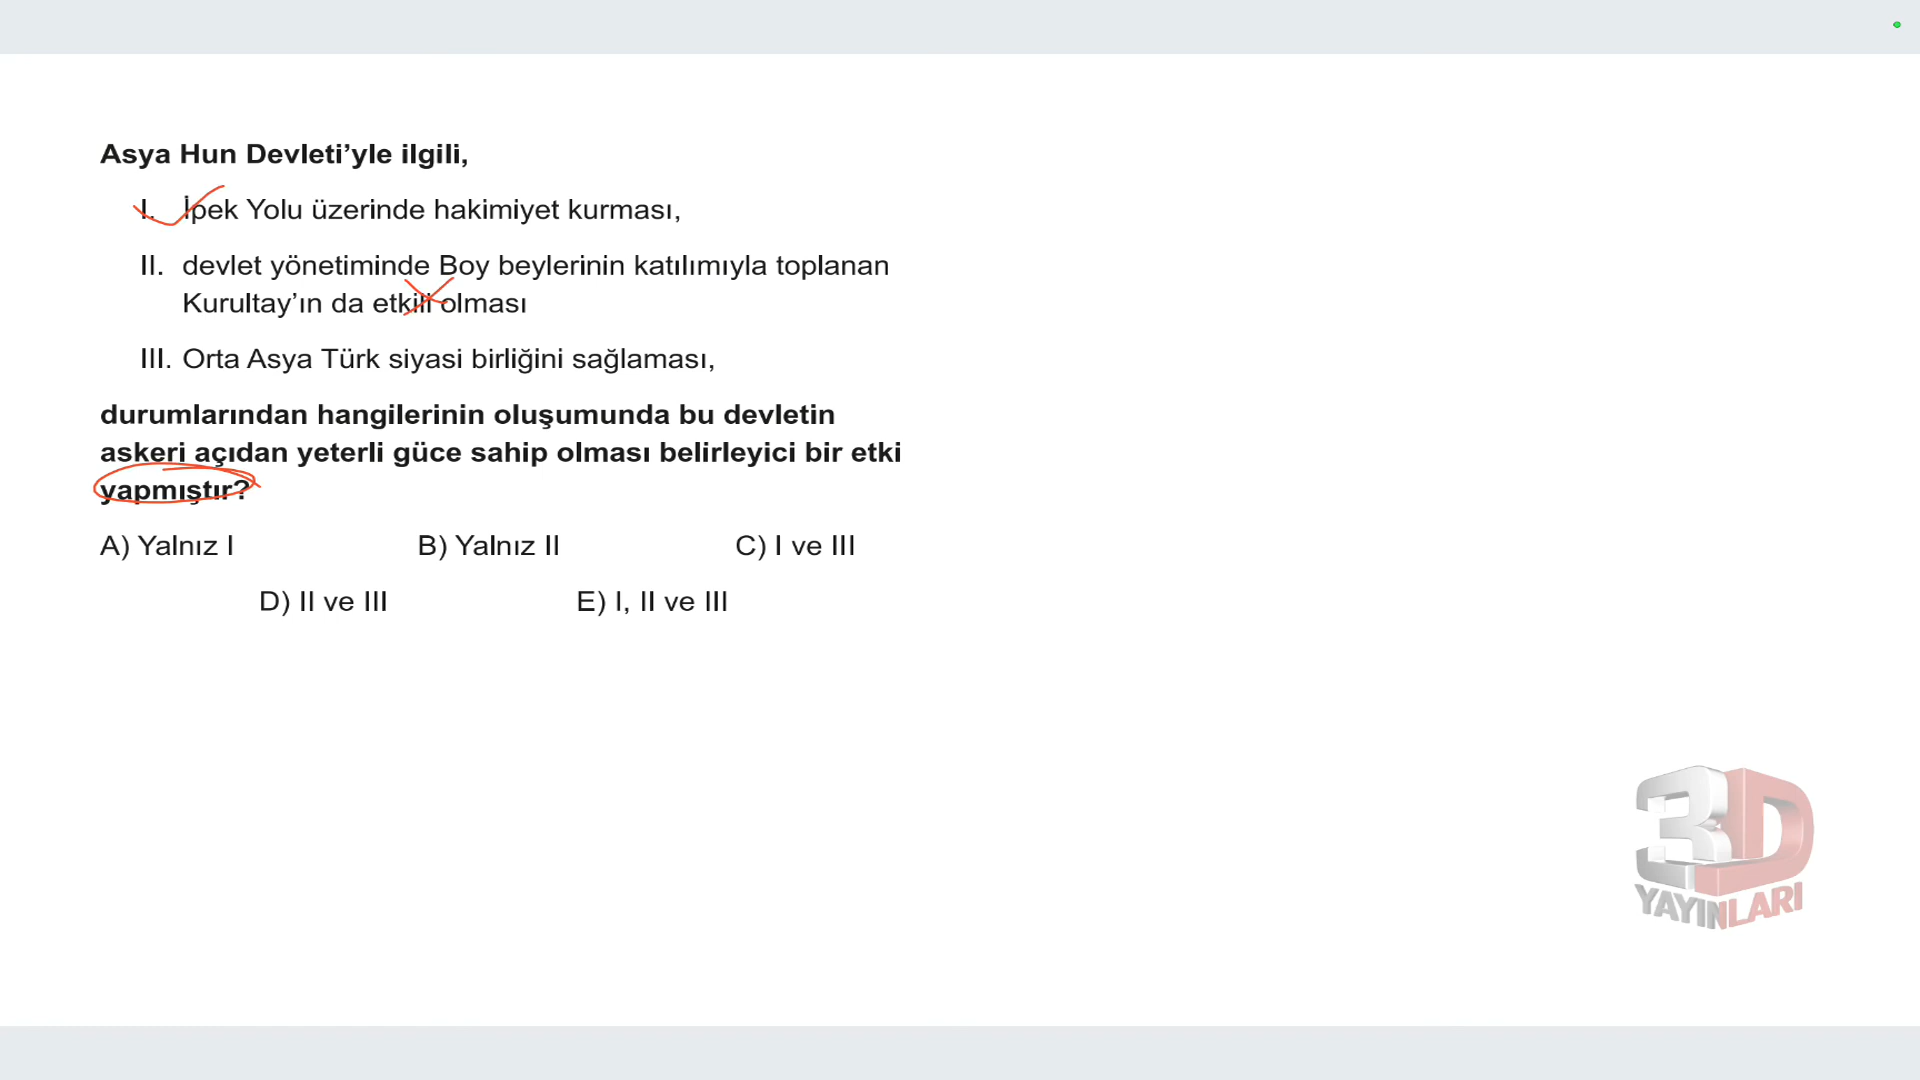 Asya Hun Devleti’yle ilgili,
I. İpek Yolu üzerinde hakimiyet kurması,
II. devlet yönetiminde Boy beylerinin katılımıyla toplanan
Kurultay’ın da etkili olması
III. Orta Asya Türk siyasi birliğini sağlaması,
durumlarından hangilerinin oluşumunda bu devletin
askeri açıdan yeterli güce sahip olması belirleyici bir etki
yapmıştır?
A) Yalnız I B) Yalnız II C) I ve III
D) II ve III E) I, II ve III
3D
YAYINLARI